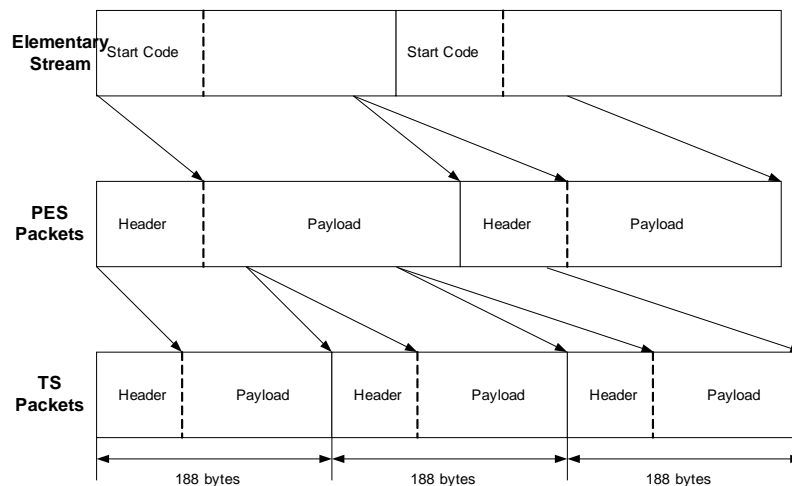 Elementary
Stream
Start Code
Start Code
PES
Packets
Header
Payload
Header
Payload
TS
Packets
Header
Payload
Header
Payload
Header
Payload
188 bytes
188 bytes
188 bytes